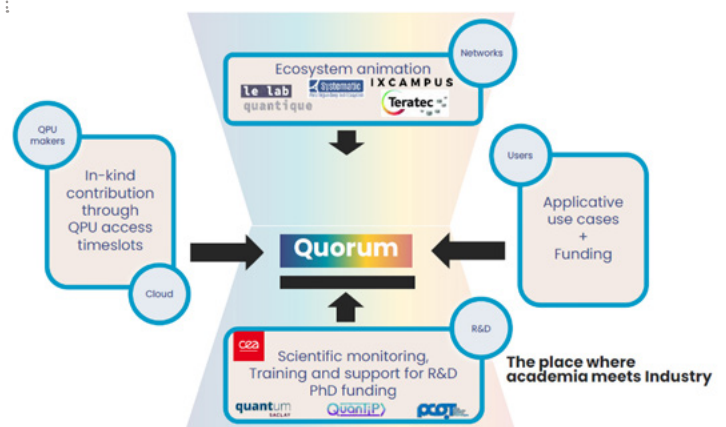 Networks
Ecosystem animation
le lab
quantique
Systematic
IXCAMPUS
Teratec
QPU
makers
In-kind
contribution
through
QPU access
timeslots
Cloud
Users
Applicative
use cases
+
Funding
Quorum
R&D
cea
Scientific monitoring,
Training and support for R&D
PhD funding
quantum
SACLAY
QuanTiP
The place where
academia meets Industry